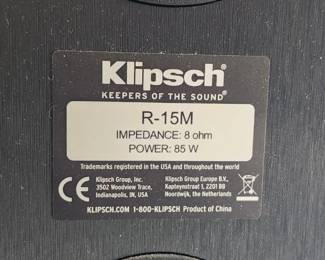 Klipsch®
KEEPERS OF THE SOUND®
R-15M
IMPEDANCE: 8 ohm
POWER: 85 W
Trademarks registered in the USA and throughout the world
CE
Klipsch Group, Inc.
3502 Woodview Trace,
Indianapolis, IN, USA
Klipsch Group Europe B.V.,
Kapteynstraat 1, 2201 BB
Noordwijk, the Netherlands
KLIPSCH.COM 1-800-KLIPSCH Product of China